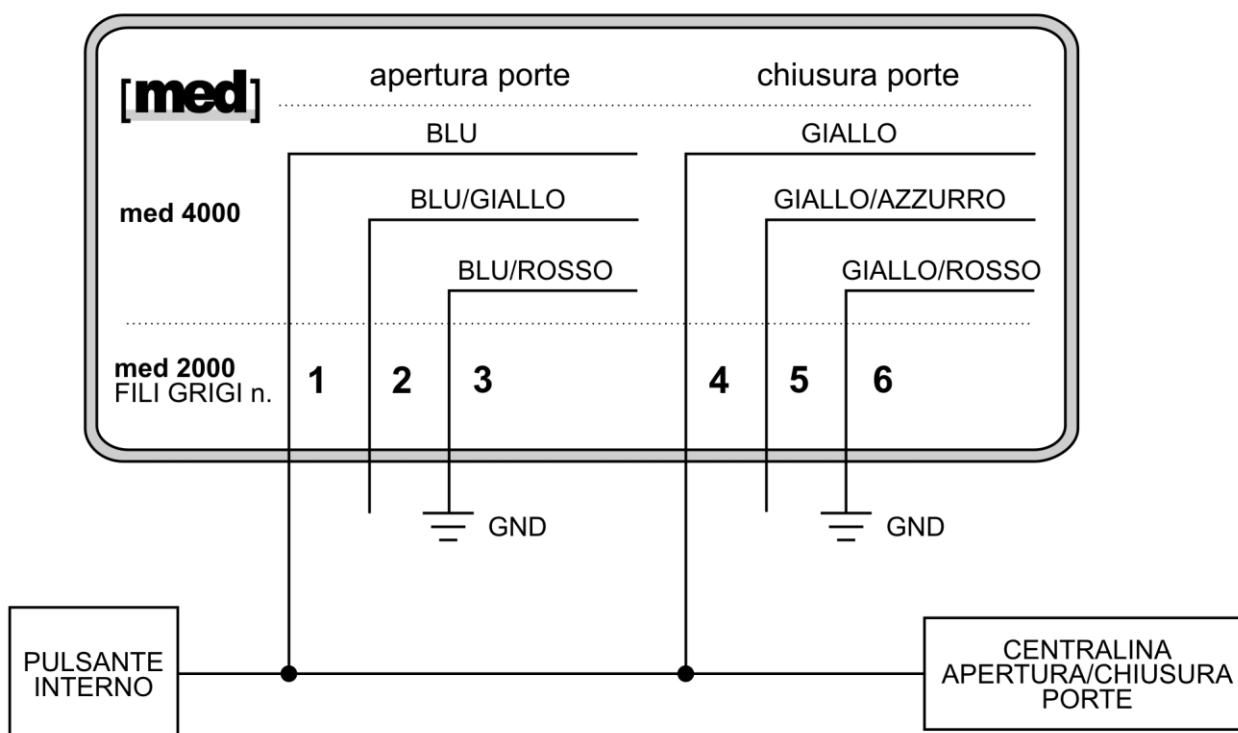 [med]
apertura porte
chiusura porte
BLU
GIALLO
med 4000
BLU/GIALLO
GIALLO/AZZURRO
BLU/ROSSO
GIALLO/ROSSO
med 2000
FILI GRIGI n.
1
2
3
4
5
6
GND
GND
PULSANTE
INTERNO
CENTRALINA
APERTURA/CHIUSURA
PORTE